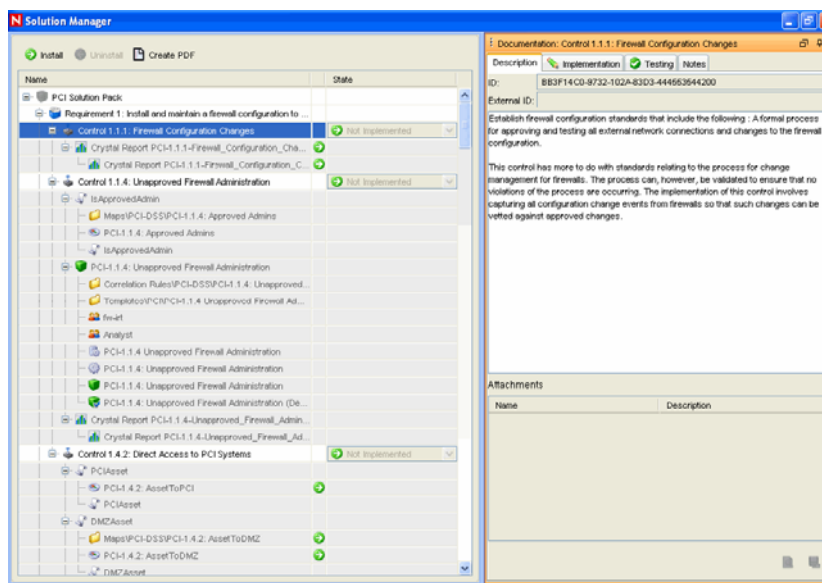 N Solution Manager
Install Uninstall Create PDF
Name State
PCI Solution Pack
Requirement 1: Install and maintain a firewall configuration to ...
Control 1.1.1: Firewall Configuration Changes Not Implemented
Crystal Report PCI-1.1.1-Firewall_Configuration_Cha...
Crystal Report PCI-1.1.1-Firewall_Configuration_C...
Control 1.1.4: Unapproved Firewall Administration Not Implemented
IsApprovedAdmin
Maps\PCI-DSS\PCI-1.1.4: Approved Admins
PCI-1.1.4: Approved Admins
IsApprovedAdmin
PCI-1.1.4: Unapproved Firewall Administration
Correlation Rules\PCI-DSS\PCI-1.1.4: Unapproved...
Templates\PCI\PCI-1.1.4 Unapproved Firewall Ad...
Analyst
PCI-1.1.4 Unapproved Firewall Administration
PCI-1.1.4: Unapproved Firewall Administration
PCI-1.1.4: Unapproved Firewall Administration
PCI-1.1.4: Unapproved Firewall Administration (De...
Crystal Report PCI-1.1.4-Unapproved_Firewall_Admin...
Crystal Report PCI-1.1.4-Unapproved_Firewall_Ad...
Control 1.4.2: Direct Access to PCI Systems Not Implemented
PCIAsset
PCI-1.4.2: AssetToPCI
PCIAsset
DMZAsset
Maps\PCI-DSS\PCI-1.4.2: AssetToDMZ
PCI-1.4.2: AssetToDMZ
DMZAsset
Documentation: Control 1.1.1: Firewall Configuration Changes
Description Implementation Testing Notes
ID: BB3F14C0-9732-102A-83D3-444553544200
External ID:
Establish firewall configuration standards that include the following : A formal process
for approving and testing all external network connections and changes to the firewall
configuration.
This control has more to do with standards relating to the process for change
management for firewalls. The process can, however, be validated to ensure that no
violations of the process are occurring. The implementation of this control involves
capturing all configuration change events from firewalls so that such changes can be
vetted against approved changes.
Attachments
Name Description